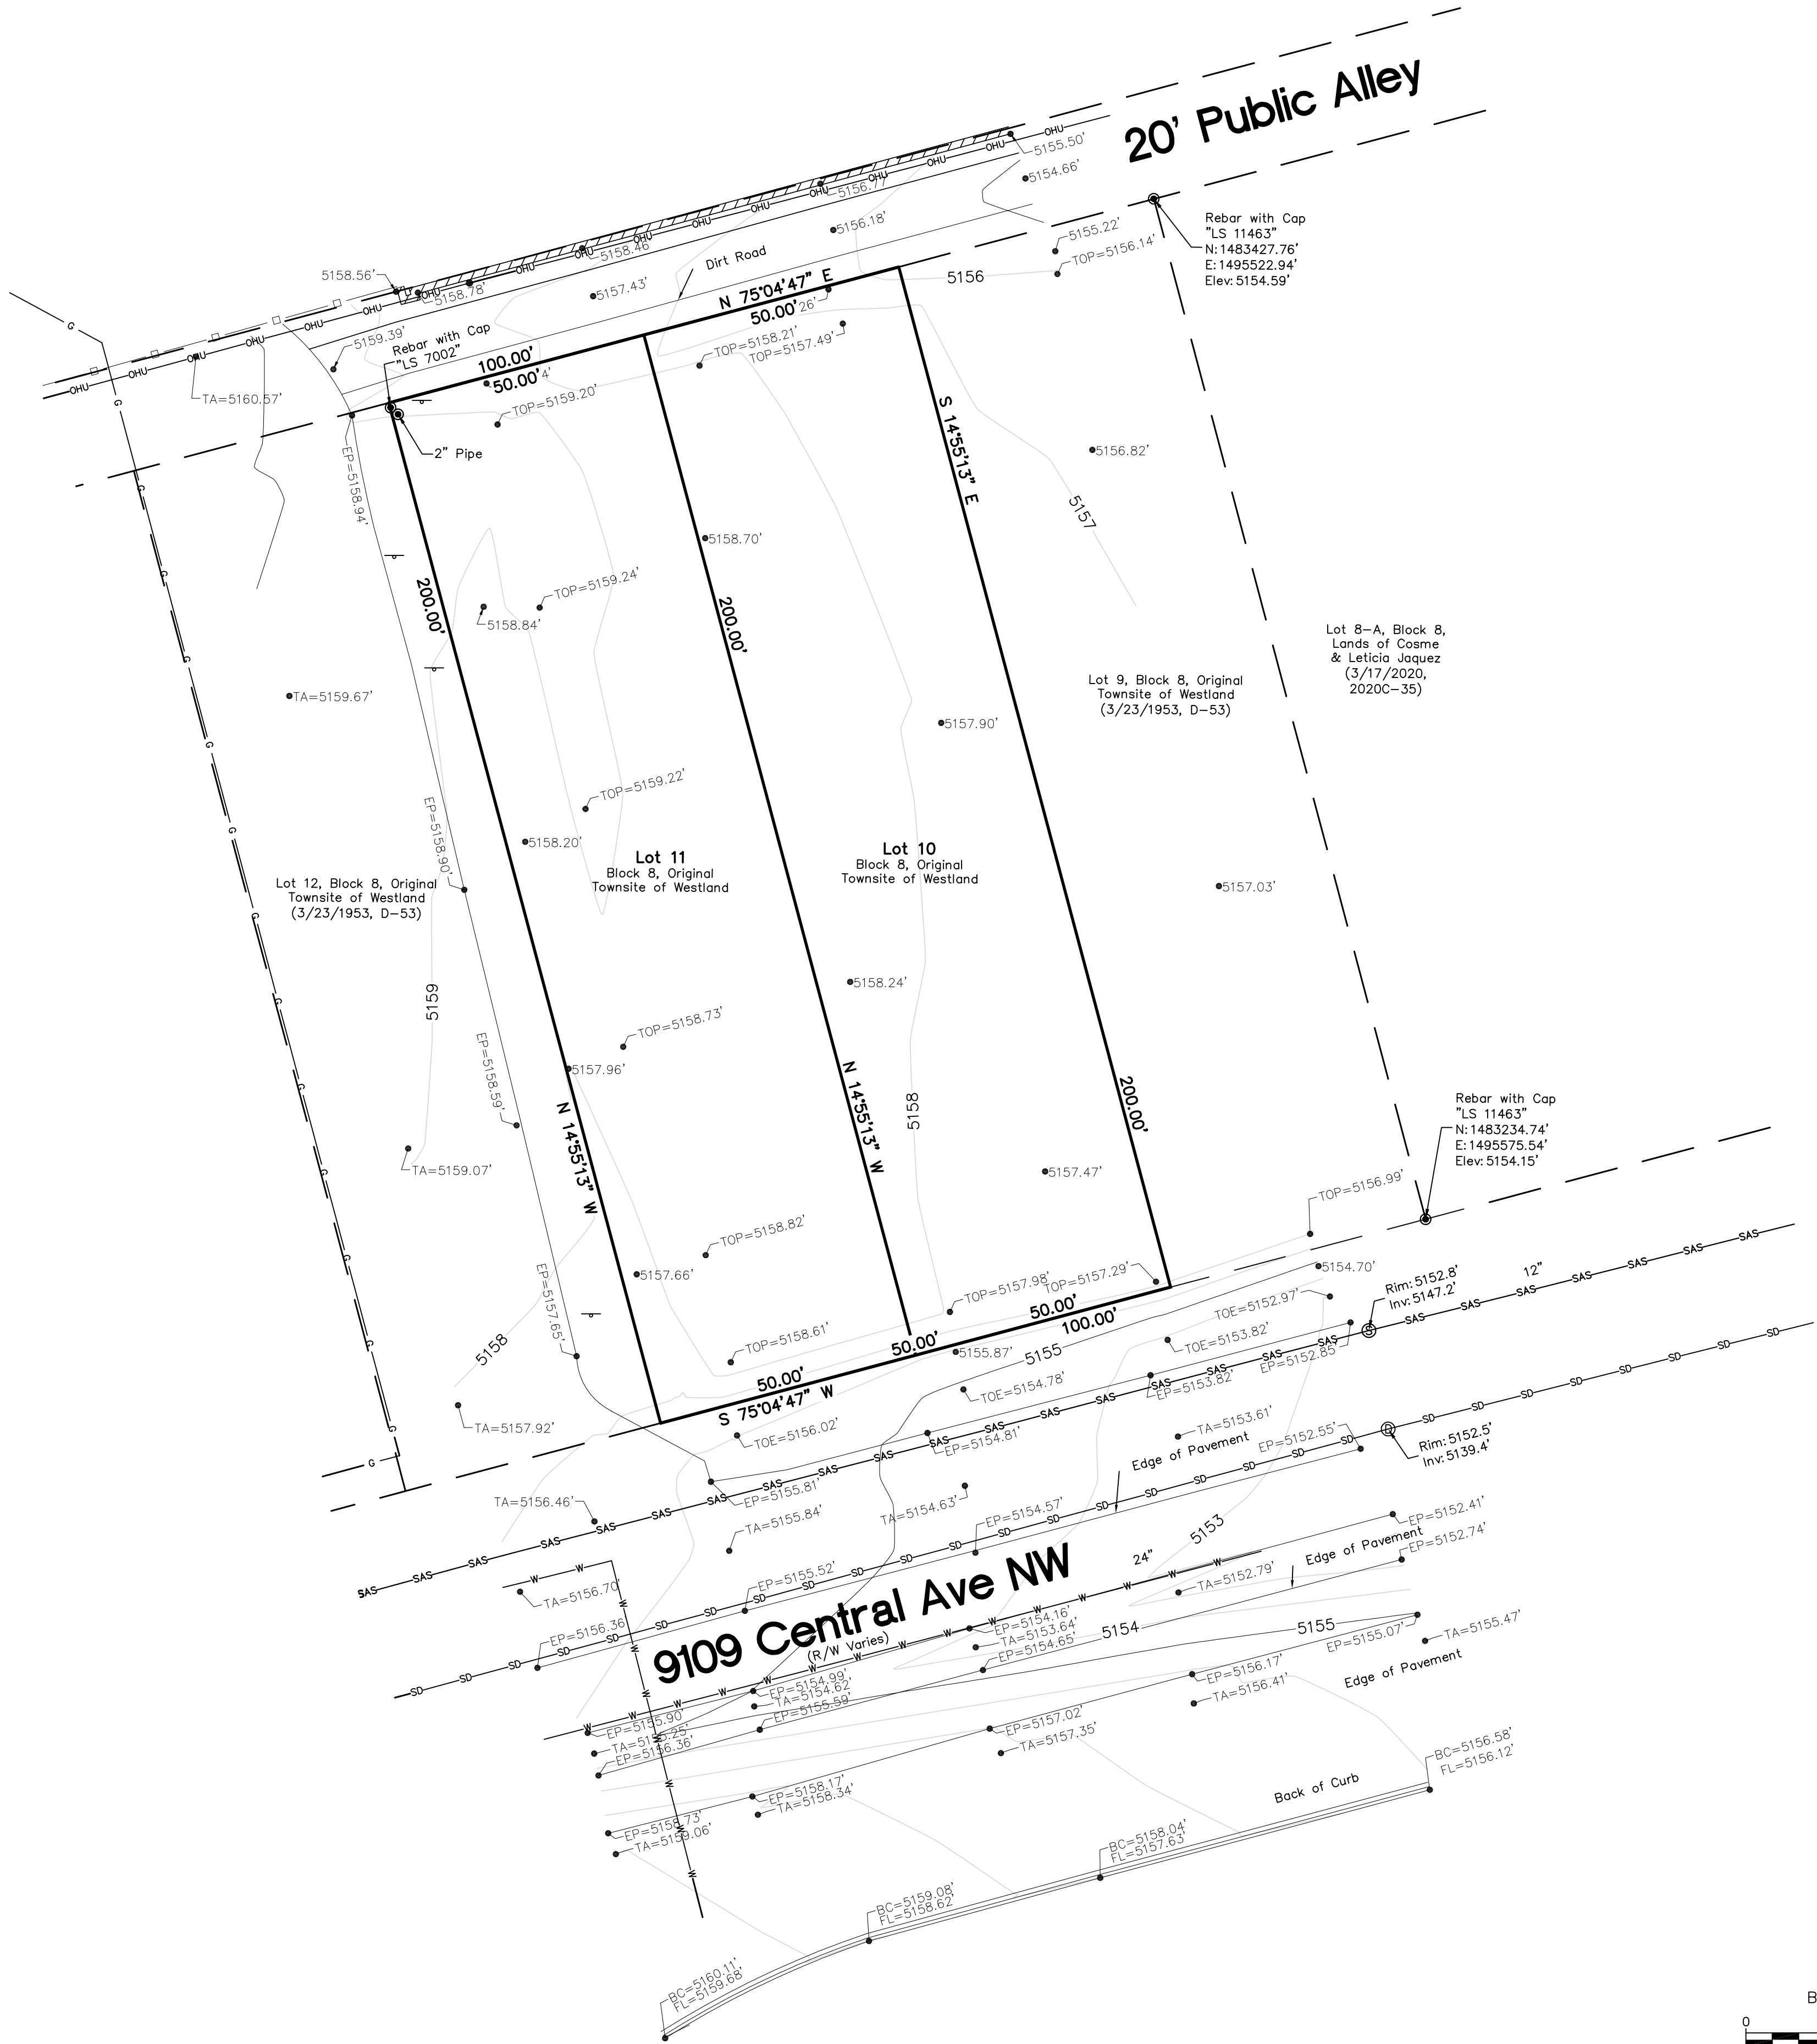 20' Public Alley
OHU
5155.50'
5154.66'
5156.77
5156.18'
5155.22'
TOP=5156.14'
Rebar with Cap
"LS 11463"
N: 1483427.76'
E: 1495522.94'
Elev: 5154.59'
5158.46
5158.56'
5158.78'
5157.43'
Dirt Road
5156
N 75°04'47" E
50.00'
26'
5159.39'
Rebar with Cap
"LS 7002"
100.00'
50.00'
4'
TOP=5158.21'
TOP=5157.49'
TA=5160.57'
TOP=5159.20'
2" Pipe
EP=5158.94'
S 14°55'13" E
5156.82'
5157
5158.70'
200.00'
TOP=5159.24'
5158.84'
200.00'
TA=5159.67'
Lot 8-A, Block 8,
Lands of Cosme
& Leticia Jaquez
(3/17/2020,
2020C-35)
Lot 9, Block 8, Original
Townsite of Westland
(3/23/1953, D-53)
5157.90'
TOP=5159.22'
EP=5158.90'
5158.20'
Lot 11
Block 8, Original
Townsite of Westland
Lot 10
Block 8, Original
Townsite of Westland
Lot 12, Block 8, Original
Townsite of Westland
(3/23/1953, D-53)
5157.03'
5159
5158.24'
TOP=5158.73'
EP=5158.59'
5157.96'
N 14°55'13" W
N 14°55'13" W
5158
200.00'
Rebar with Cap
"LS 11463"
N: 1483234.74'
E: 1495575.54'
Elev: 5154.15'
TA=5159.07'
5157.47'
TOP=5156.99'
TOP=5158.82'
5157.66'
EP=5157.65'
TOP=5157.98'
TOP=5157.29'
5154.70'
Rim: 5152.8'
Inv: 5147.2'
12"
S
SAS
5158
TOP=5158.61'
50.00'
50.00'
100.00'
50.00'
S 75°04'47" W
5155.87'
5155
TOE=5152.97'
TOE=5153.82'
EP=5152.85'
EP=5153.82'
TOE=5154.78'
TA=5157.92'
TOE=5156.02'
EP=5154.81'
TA=5153.61'
EP=5152.55'
Edge of Pavement
D
Rim: 5152.5'
Inv: 5139.4'
SD
G
EP=5155.81'
TA=5156.46'
TA=5155.84'
TA=5154.63'
EP=5154.57'
EP=5152.41'
EP=5152.74'
5153
Edge of Pavement
24"
W
TA=5152.79'
TA=5156.70'
EP=5155.52'
EP=5156.36
9109 Central Ave NW
(R/W Varies)
EP=5154.16'
TA=5153.64'
EP=5154.65'
5154
5155
EP=5155.07'
TA=5155.47'
Edge of Pavement
EP=5154.99'
TA=5154.62'
EP=5155.59'
EP=5155.90'
EP=5156.36'
EP=5156.17'
TA=5156.41'
EP=5157.02'
TA=5157.35'
EP=5158.17'
TA=5158.34'
EP=5158.73'
TA=5159.06'
BC=5156.58'
FL=5156.12'
Back of Curb
BC=5158.04'
FL=5157.63'
BC=5159.08'
FL=5158.62'
BC=5160.11'
FL=5159.68'
B
0